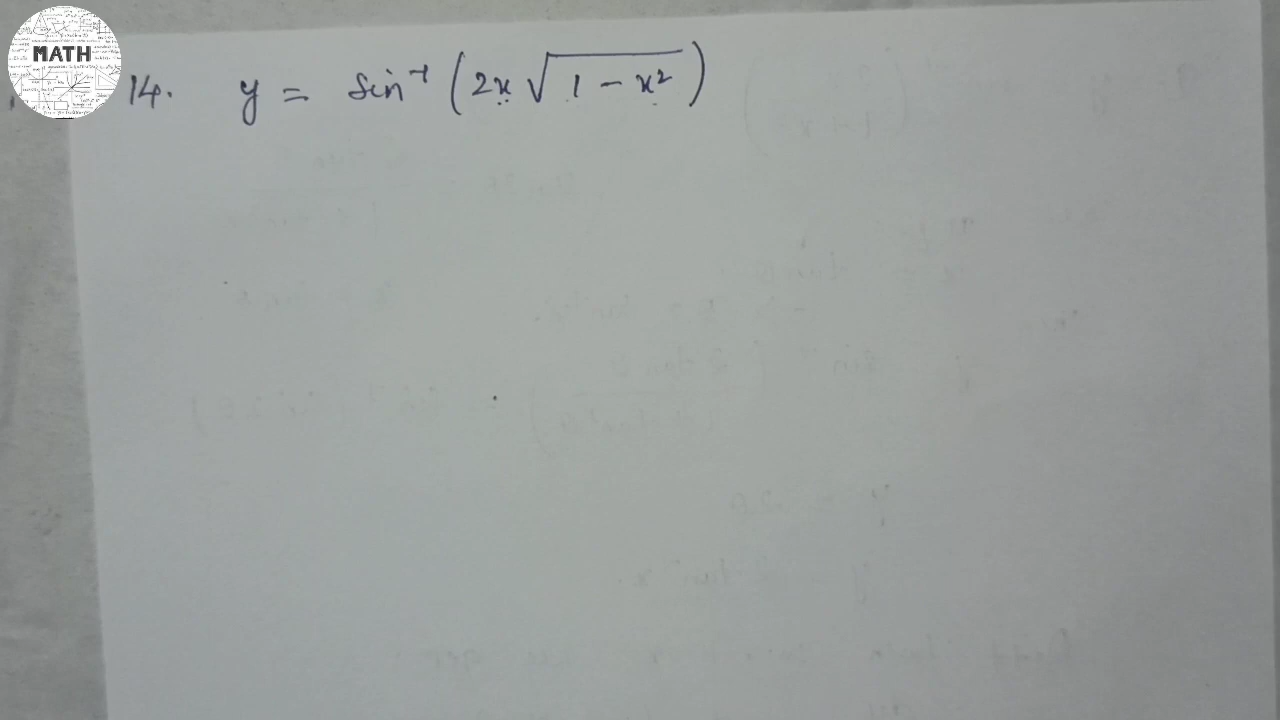 MATH
14. y = sin⁻¹ (2x √(1 - x²))